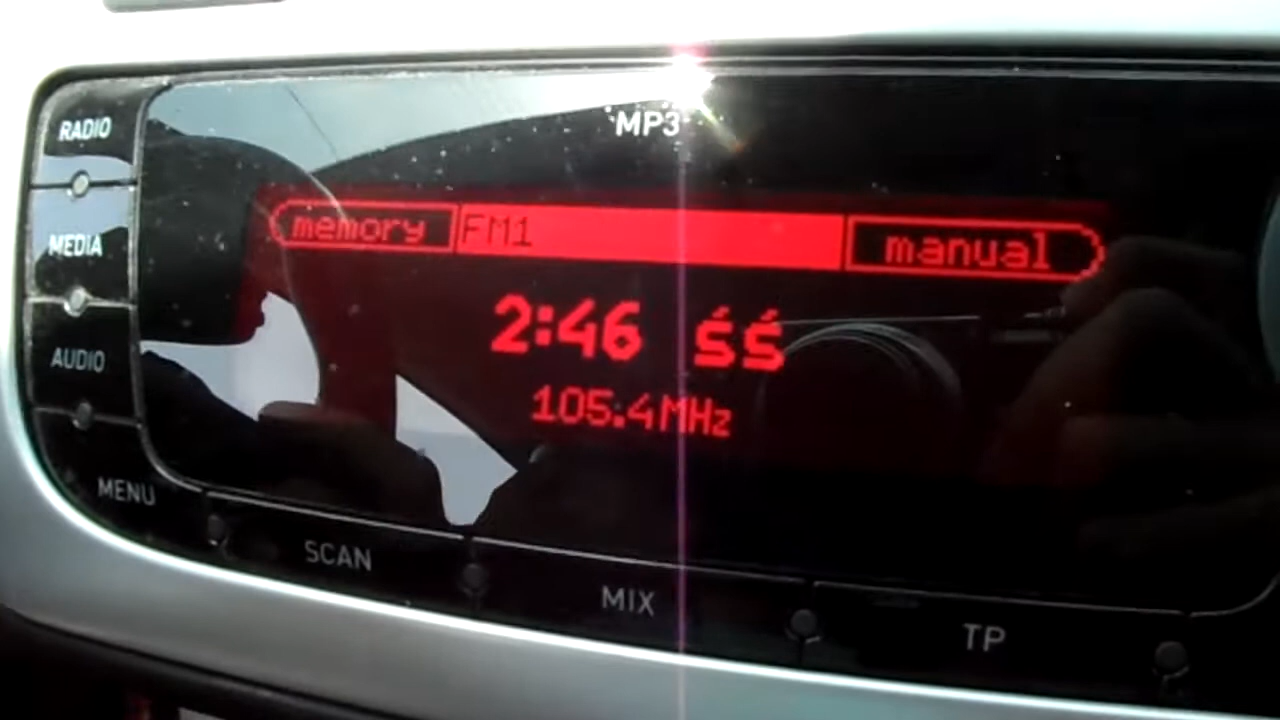 MP3
RADIO
MEDIA
AUDIO
MENU
memory FM1 manual
2:46 śś
105.4MHz
SCAN
MIX
TP